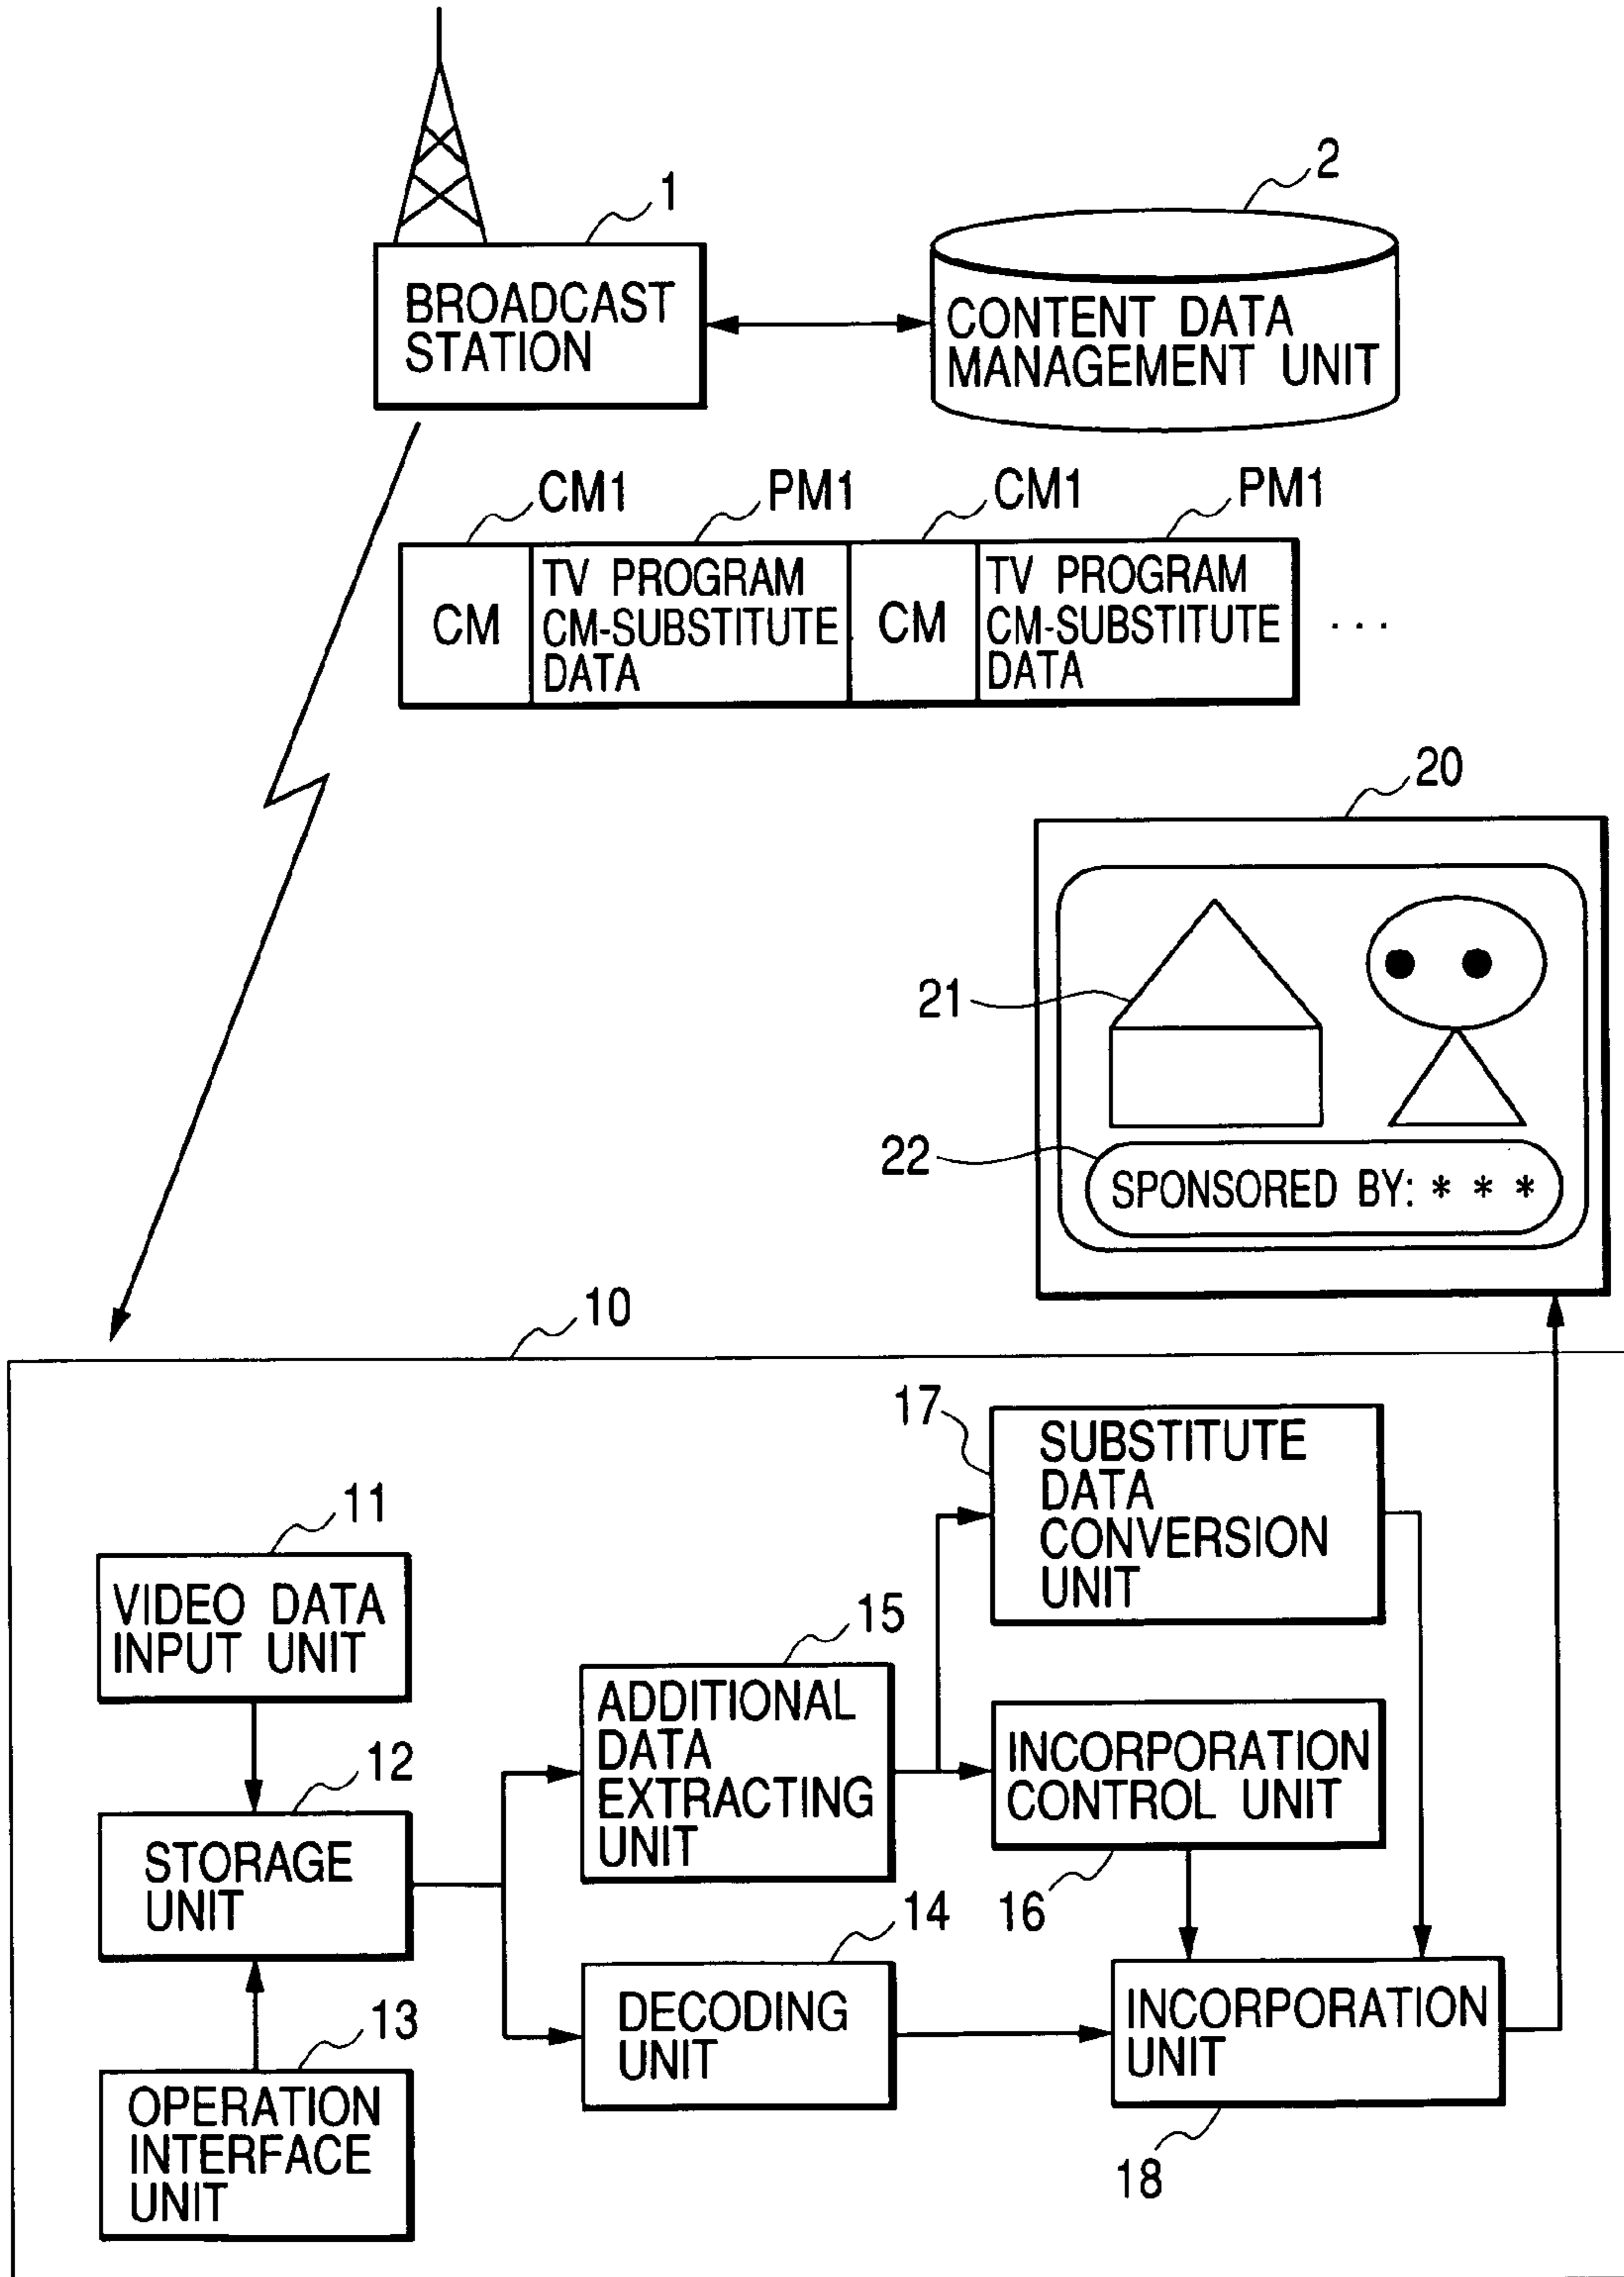 1
2
BROADCAST
STATION
CONTENT DATA
MANAGEMENT UNIT
CM1
PM1
CM1
PM1
CM
TV PROGRAM
CM-SUBSTITUTE
DATA
CM
TV PROGRAM
CM-SUBSTITUTE
DATA
...
20
21
22
SPONSORED BY: * * *
10
17
SUBSTITUTE
DATA
CONVERSION
UNIT
11
VIDEO DATA
INPUT UNIT
15
ADDITIONAL
DATA
EXTRACTING
UNIT
INCORPORATION
CONTROL UNIT
12
STORAGE
UNIT
16
14
DECODING
UNIT
INCORPORATION
UNIT
13
OPERATION
INTERFACE
UNIT
18